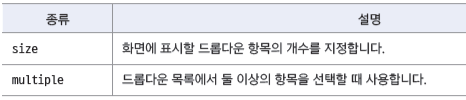 종류 설명
size 화면에 표시할 드롭다운 항목의 개수를 지정합니다.
multiple 드롭다운 목록에서 둘 이상의 항목을 선택할 때 사용합니다.